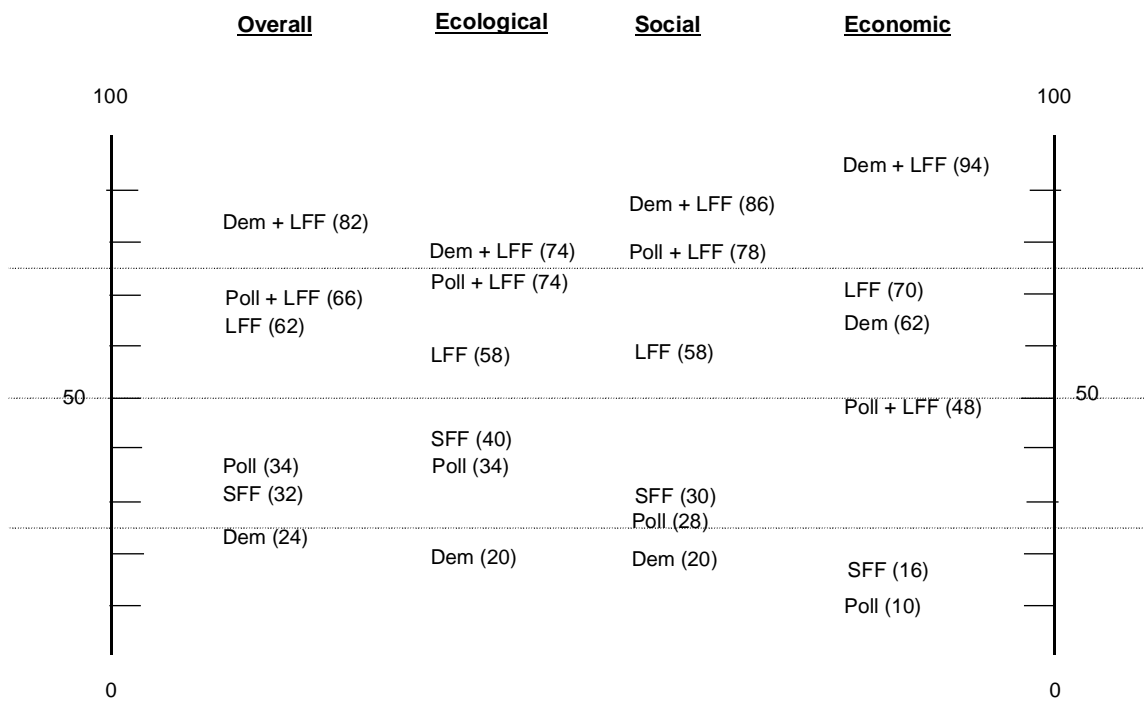 Overall Ecological Social Economic
100 100
Dem + LFF (94)
Dem + LFF (86)
Dem + LFF (82)
Dem + LFF (74) Poll + LFF (78)
Poll + LFF (74)
LFF (70)
Poll + LFF (66)
Dem (62)
LFF (62)
LFF (58) LFF (58)
50 50
Poll + LFF (48)
SFF (40)
Poll (34) Poll (34)
SFF (32) SFF (30)
Poll (28)
Dem (24)
Dem (20) Dem (20)
SFF (16)
Poll (10)
0 0